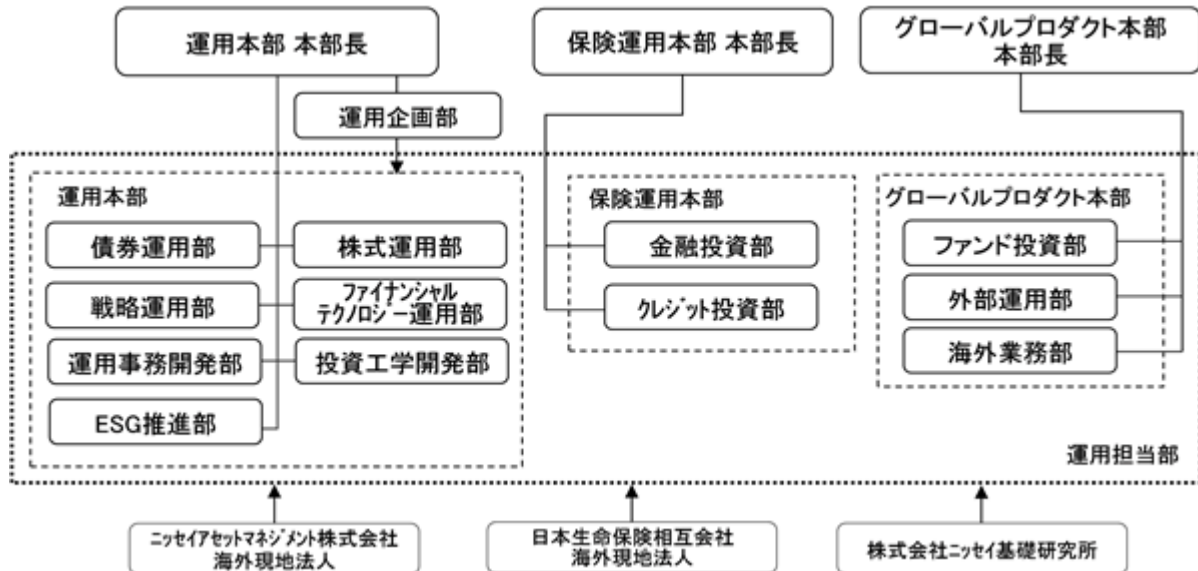 運用本部 本部長
保険運用本部 本部長
グローバルプロダクト本部
本部長
運用企画部
運用本部
債券運用部
株式運用部
戦略運用部
ファイナンシャル
テクノロジー運用部
運用事務開発部
投資工学開発部
ESG推進部
保険運用本部
金融投資部
クレジット投資部
グローバルプロダクト本部
ファンド投資部
外部運用部
海外業務部
運用担当部
ニッセイアセットマネジメント株式会社
海外現地法人
日本生命保険相互会社
海外現地法人
株式会社ニッセイ基礎研究所